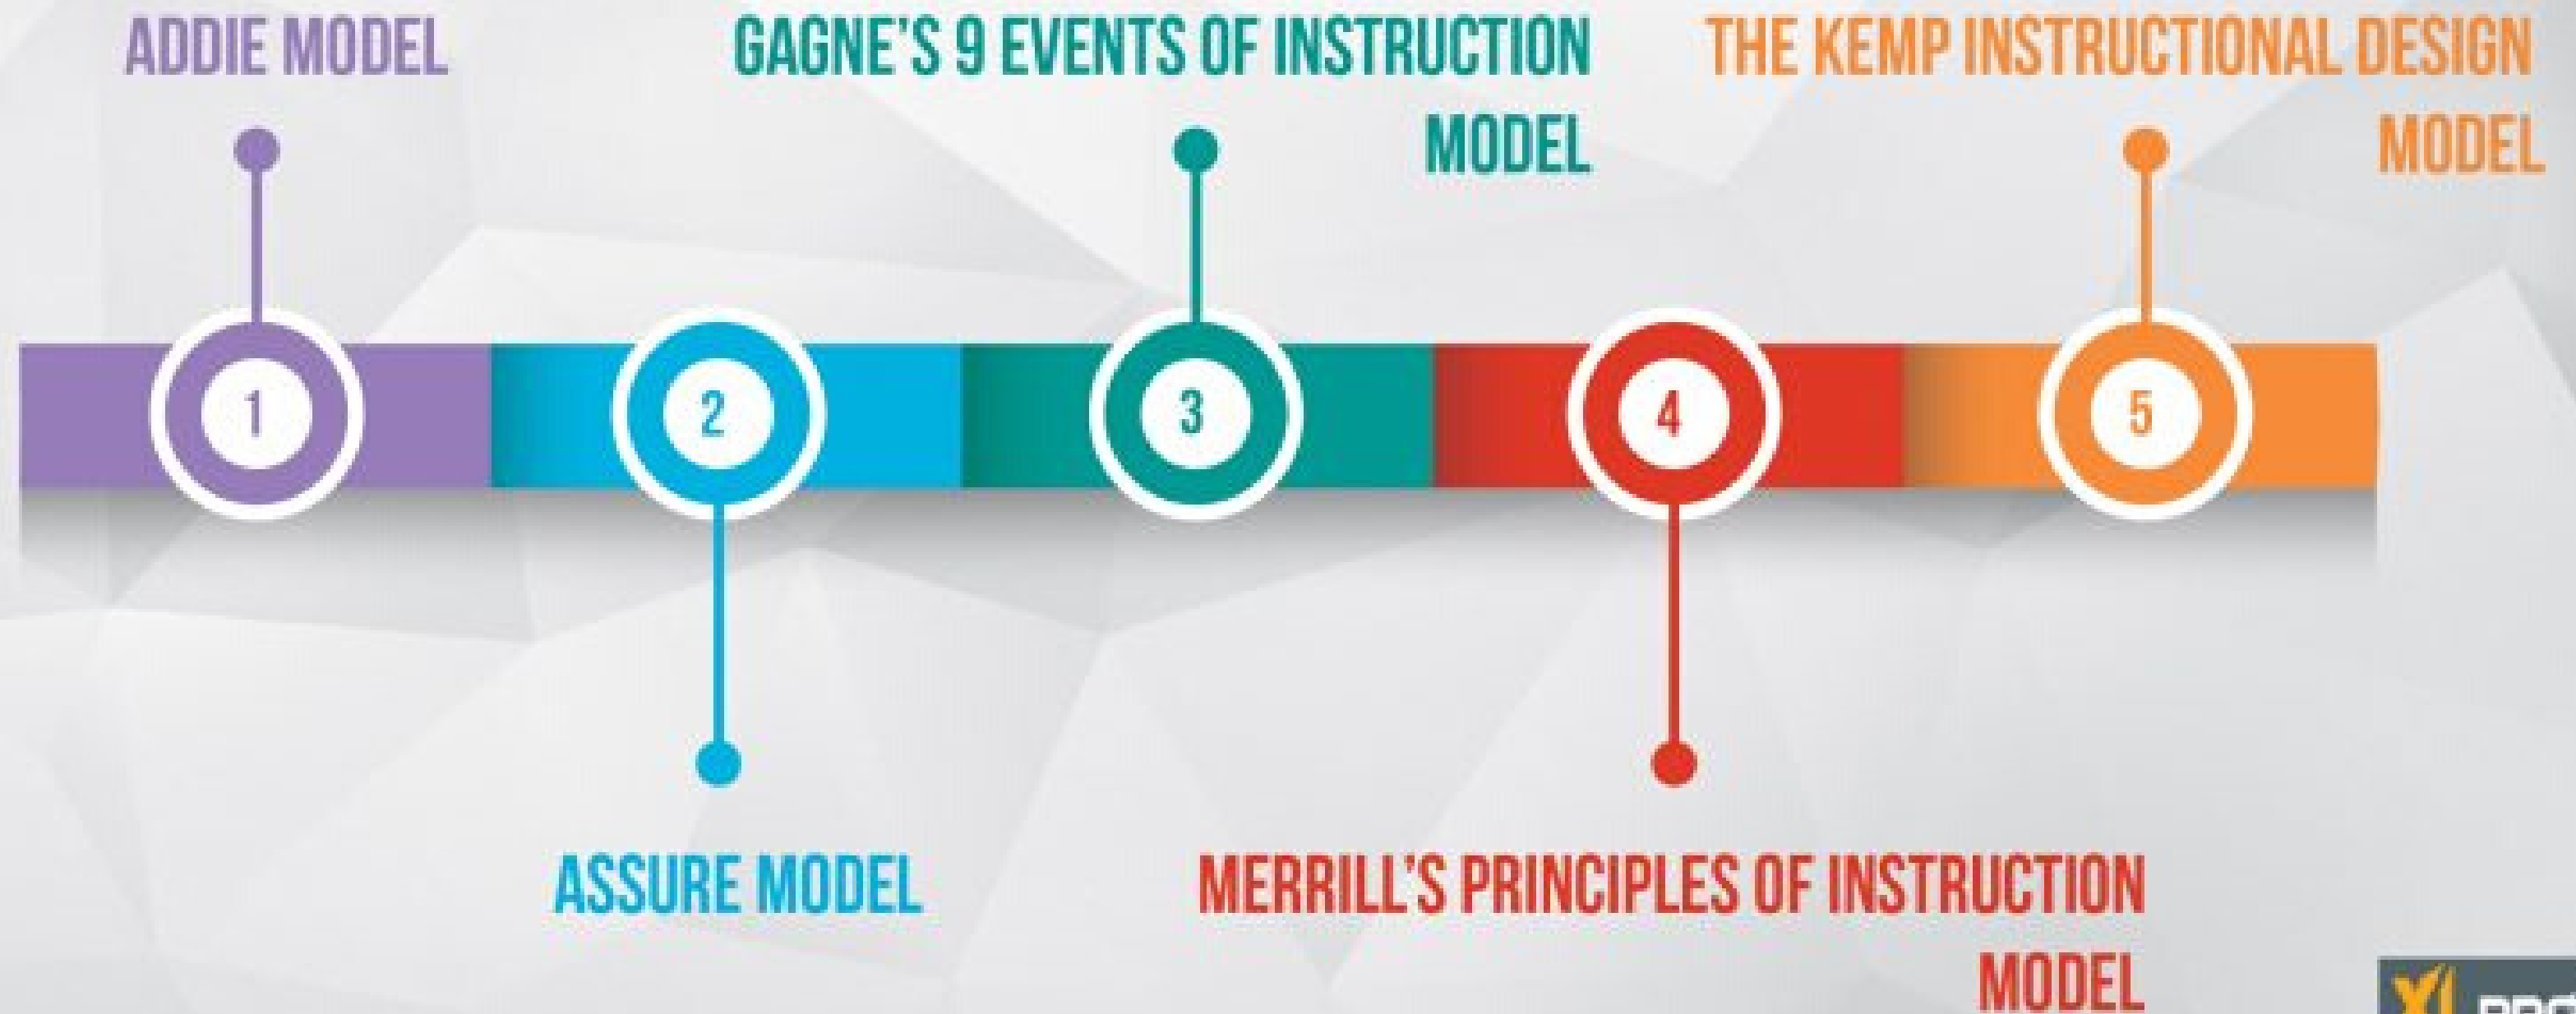 ADDIE MODEL
GAGNE'S 9 EVENTS OF INSTRUCTION
MODEL
THE KEMP INSTRUCTIONAL DESIGN
MODEL
1
2
3
4
5
ASSURE MODEL
MERRILL'S PRINCIPLES OF INSTRUCTION
MODEL